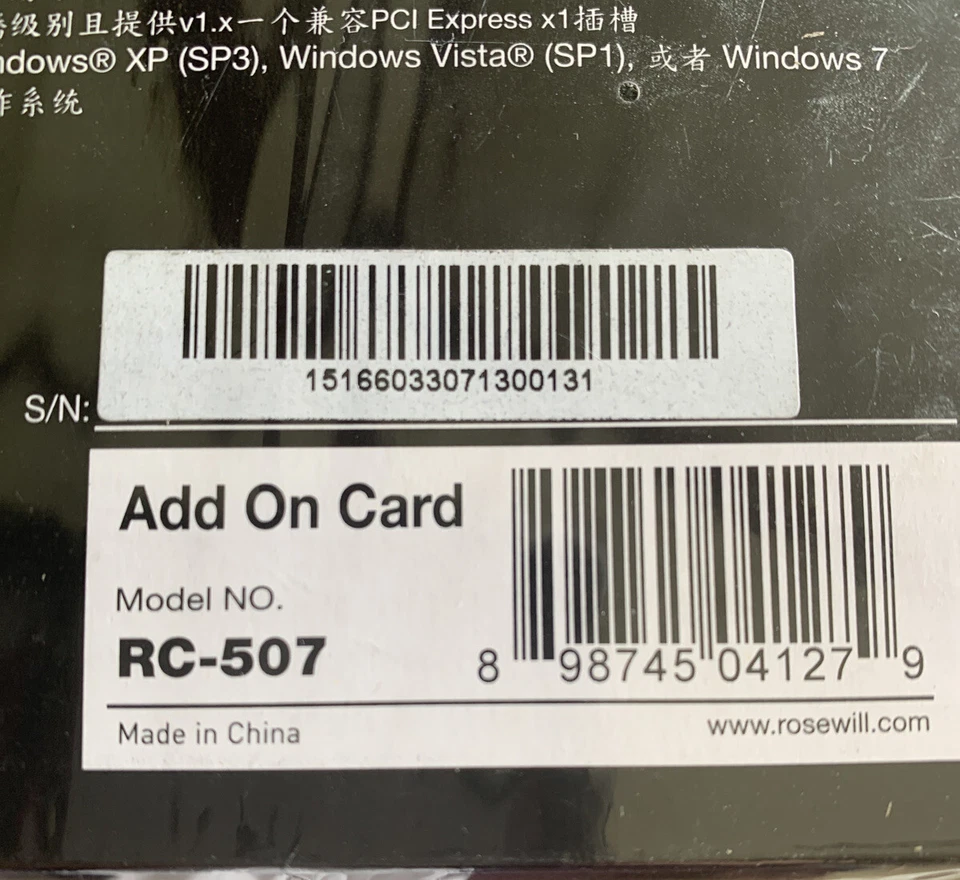 级别且提供v1.x一个兼容PCI Express x1插槽
ndows® XP (SP3), Windows Vista® (SP1), 或者 Windows 7
作系统
15166033071300131
S/N:
Add On Card
Model NO.
RC-507
8 98745 04127 9
Made in China
www.rosewill.com